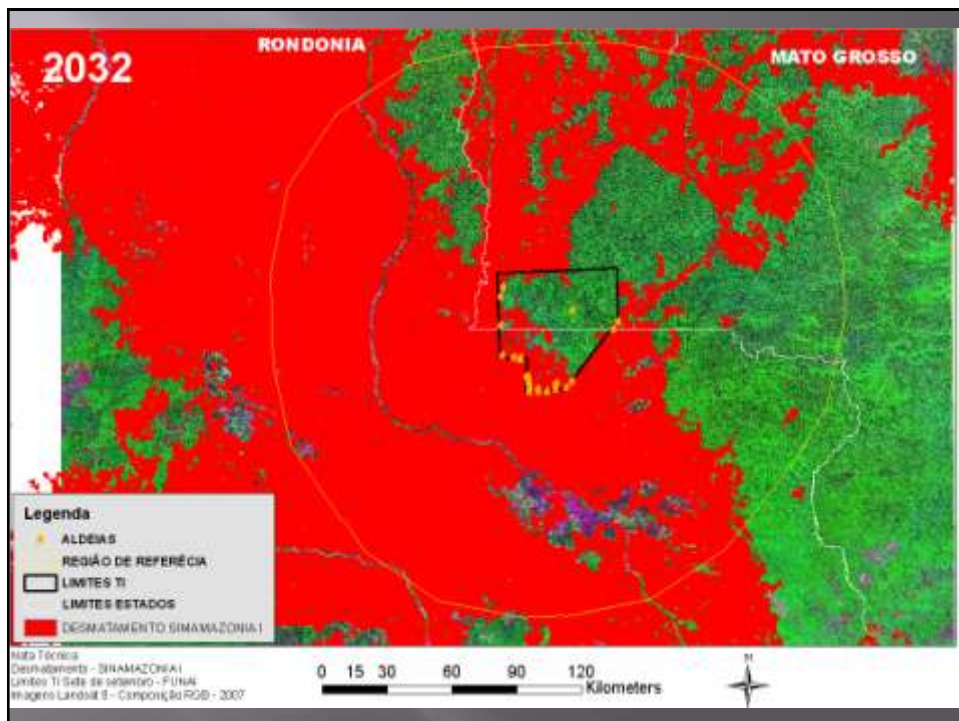 2032
RONDONIA
MATO GROSSO
Legenda
ALDEIAS
REGIÃO DE REFERÊCIA
LIMITES TI
LIMITES ESTADOS
DESMATAMENTO SIMAMAZONIA I
Nota Técnica
Desmatamento - SIMAMAZONIA I
Limites TI Sete de setembro - FUNAI
Imagens Landsat 5 - Composição RGB - 2007
0 15 30 60 90 120
Kilometers
N